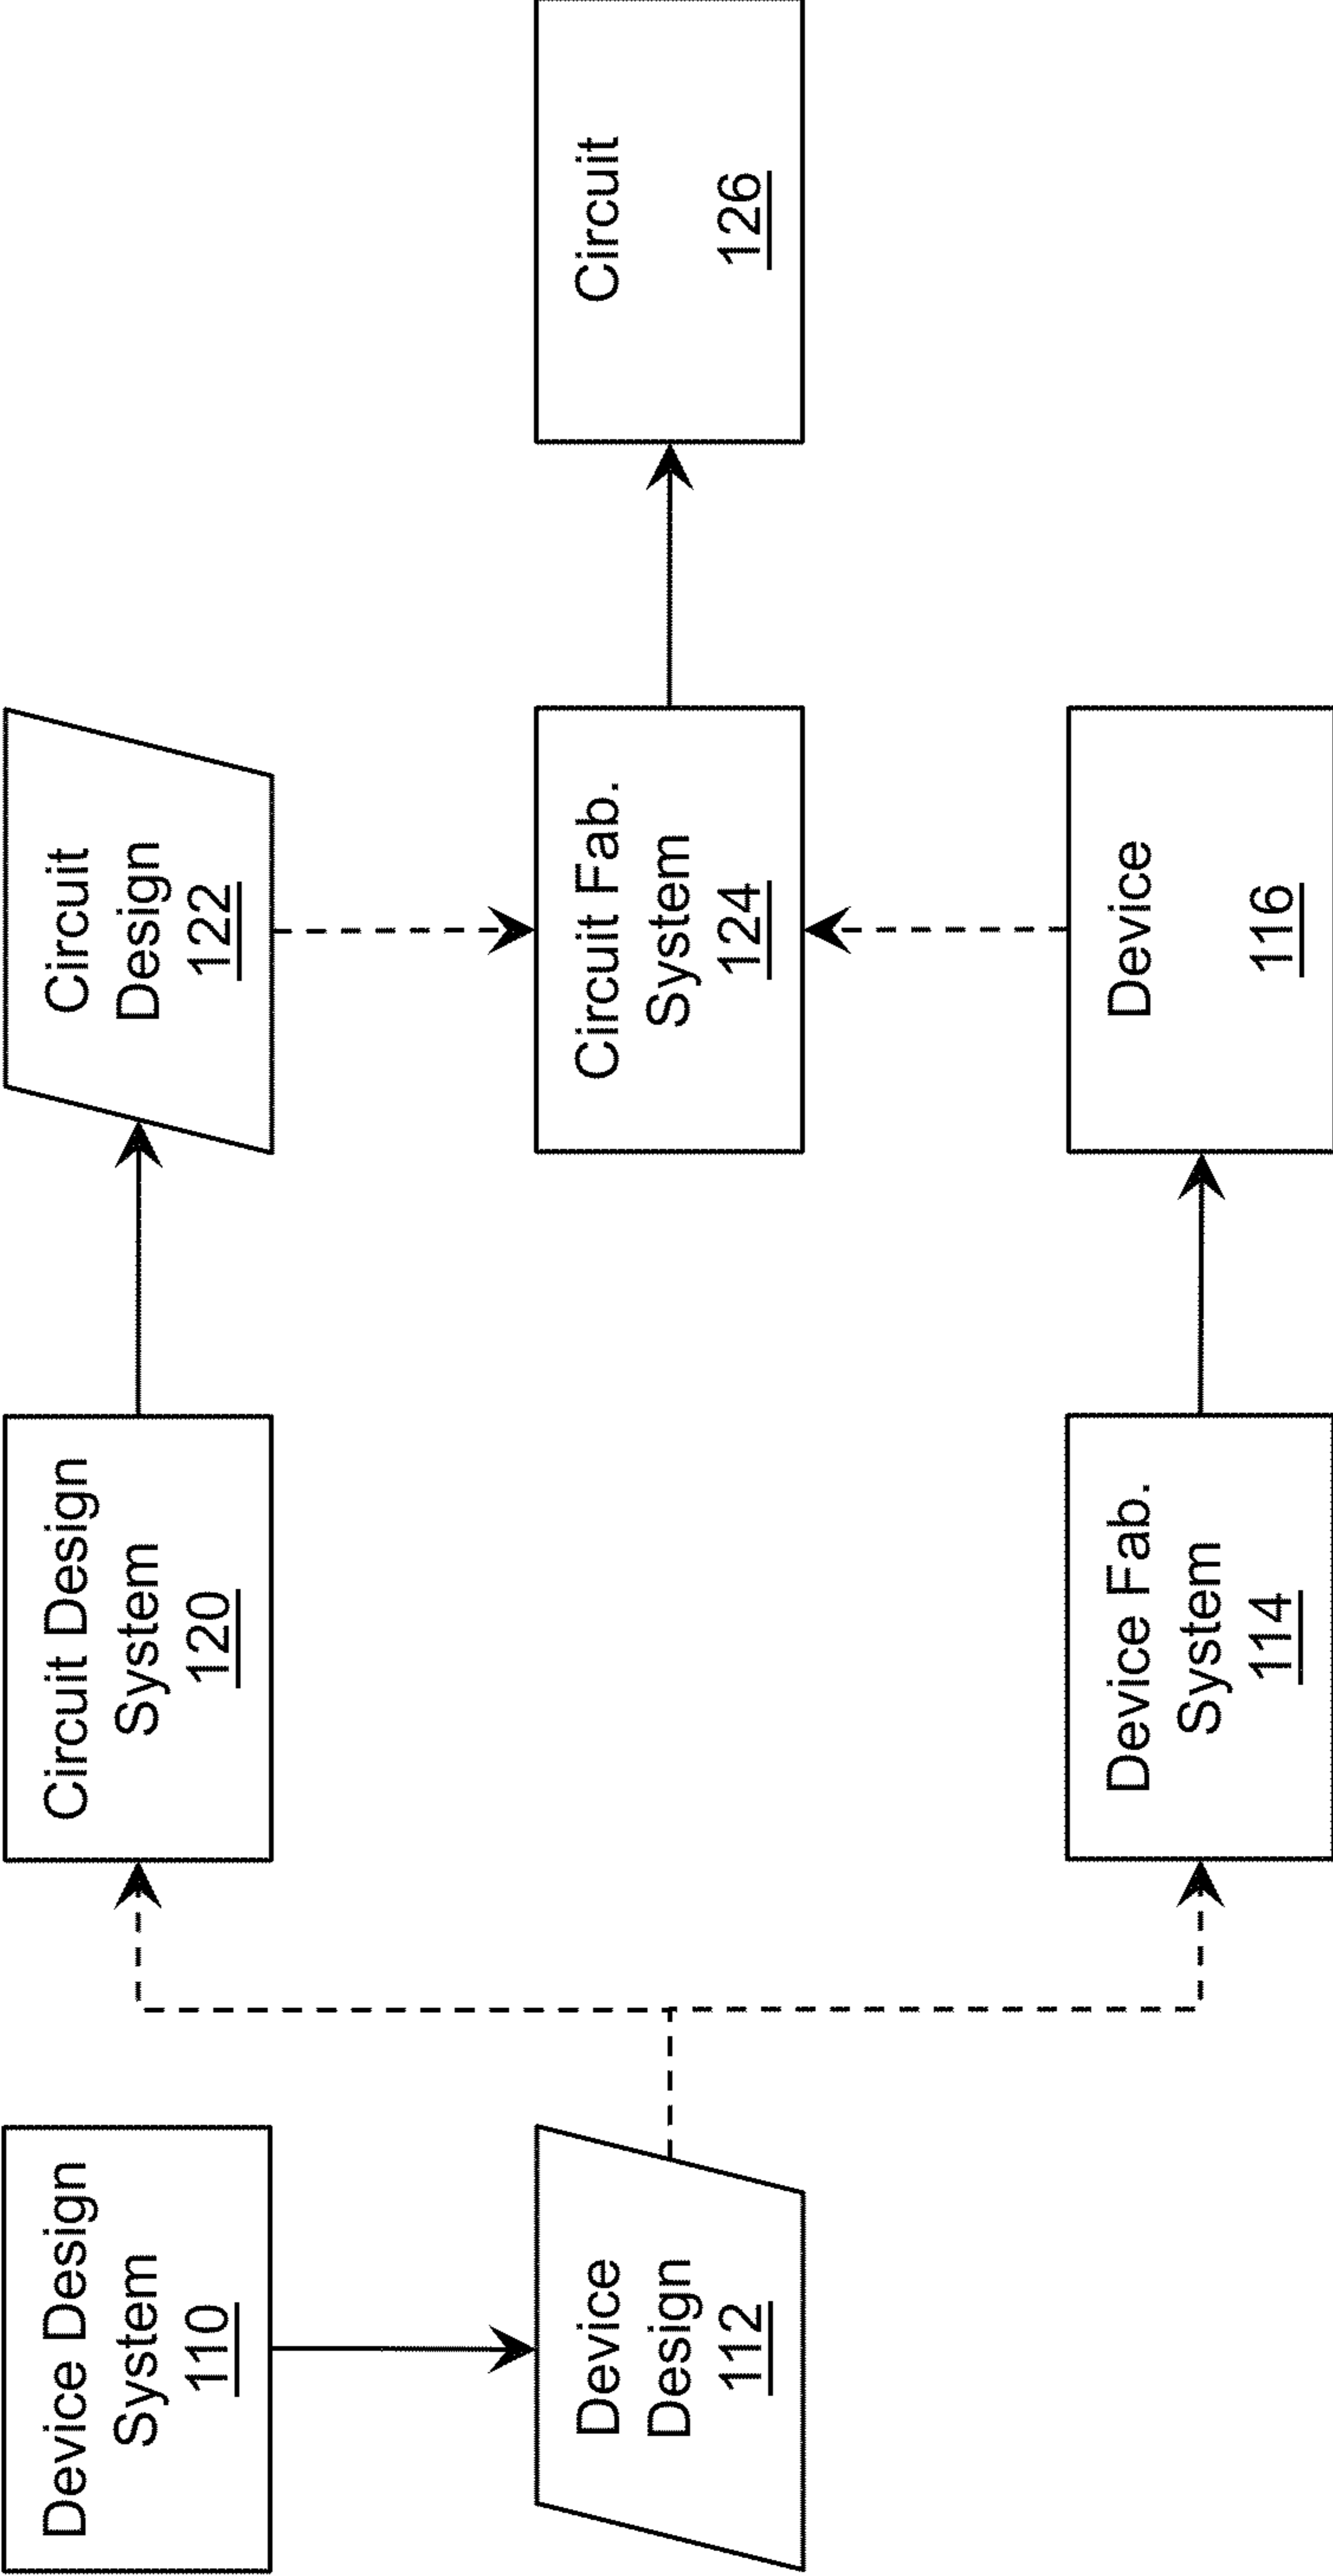 Device Design
System
110
Device
Design
112
Circuit Design
System
120
Device Fab.
System
114
Circuit
Design
122
Circuit Fab.
System
124
Device
116
Circuit
126